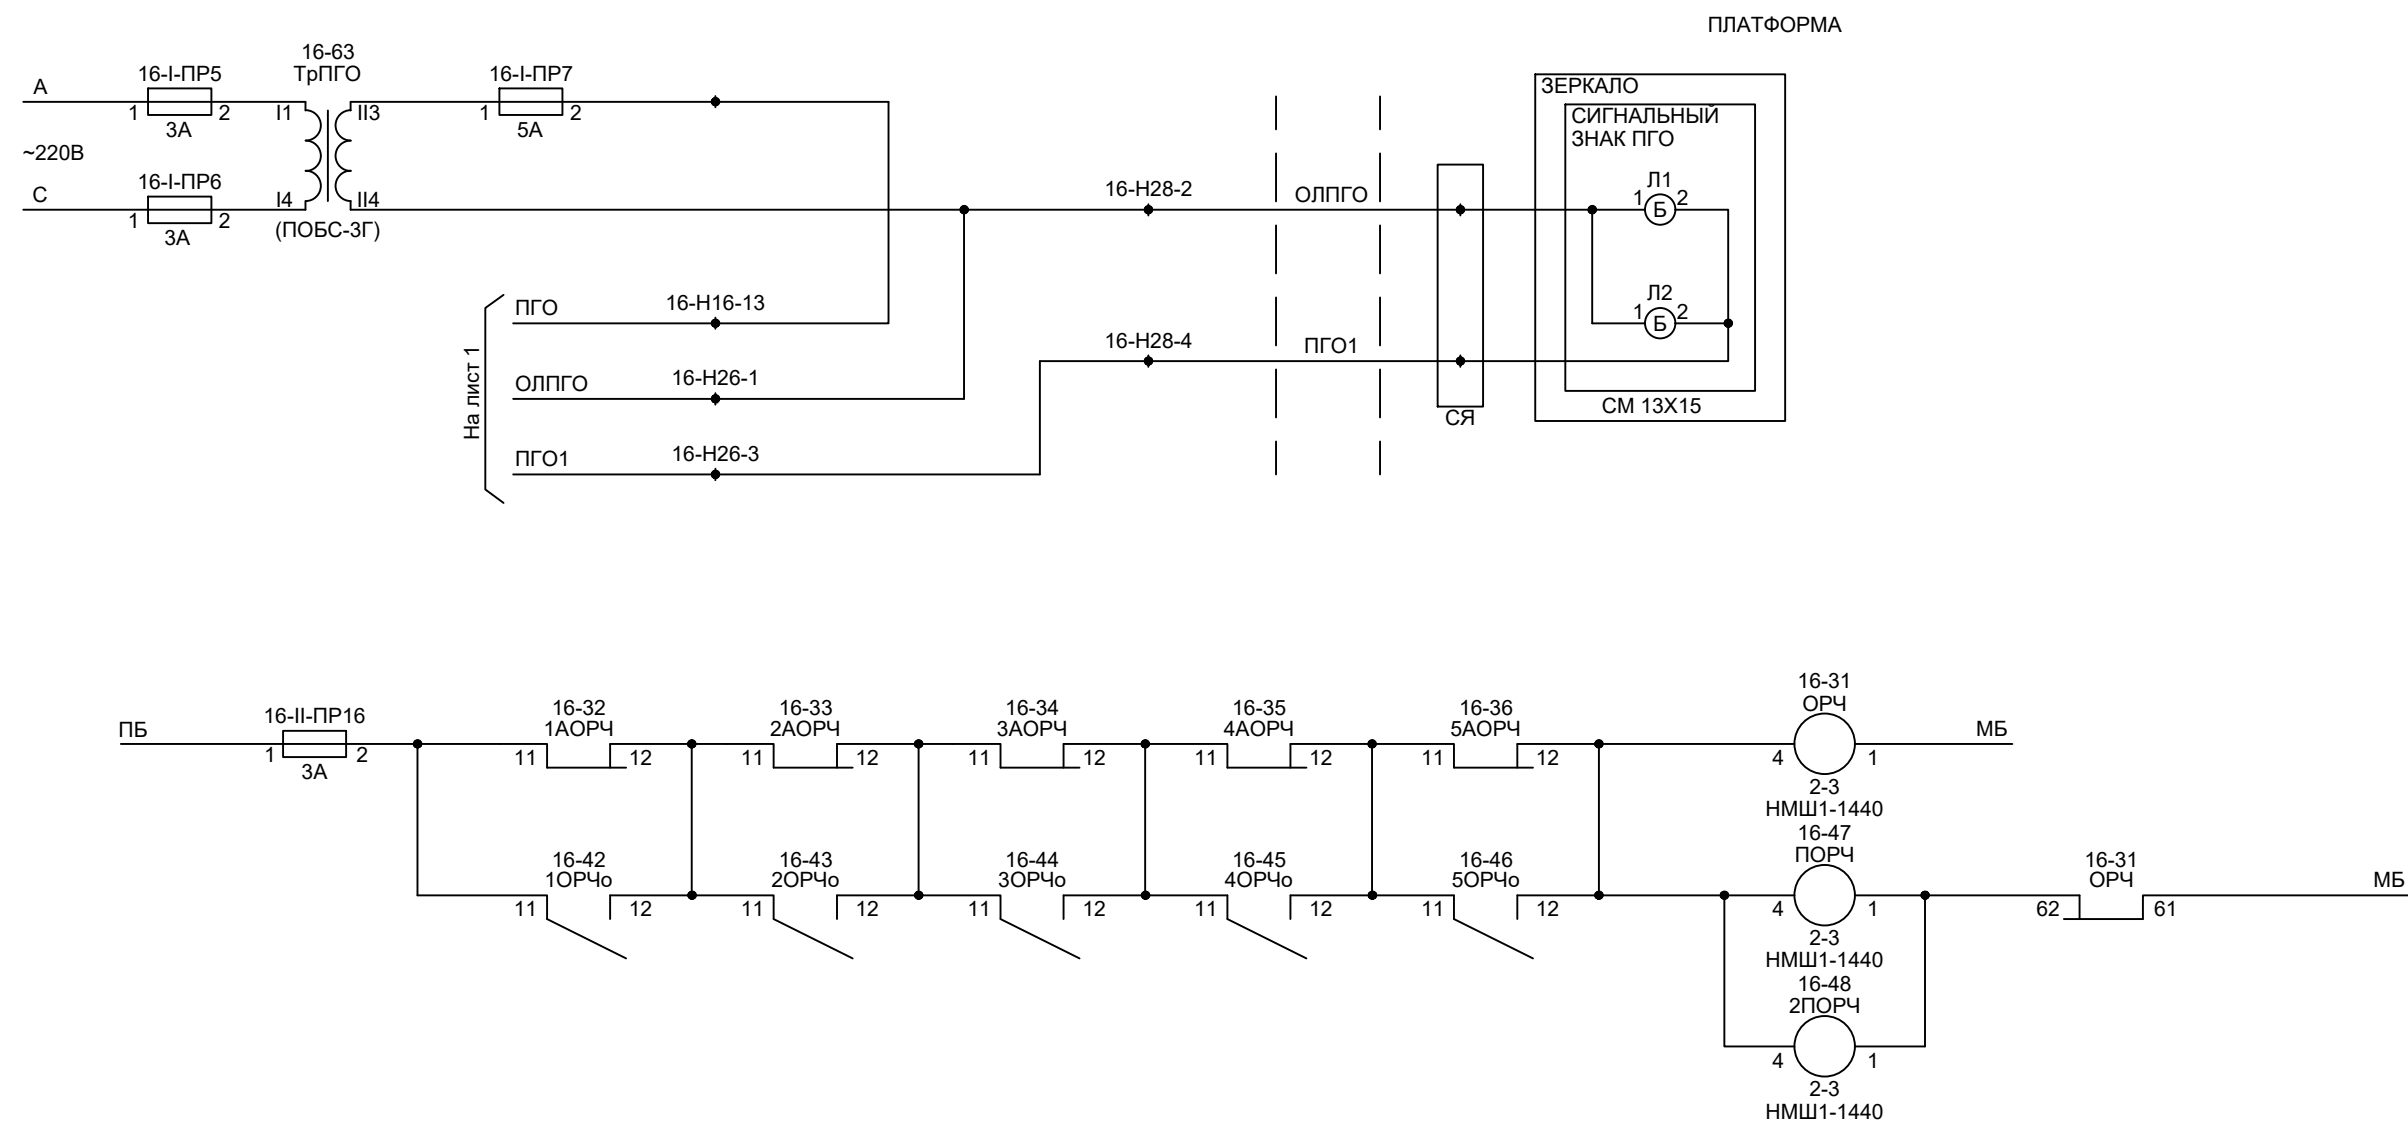 ПЛАТФОРМА
16-63
ТрПГО
16-I-ПР5
16-I-ПР7
А
1 2
3А
I1 II3
1 2
5А
~220В
16-I-ПР6
С
1 2
3А
I4 II4
(ПОБС-3Г)
ЗЕРКАЛО
СИГНАЛЬНЫЙ
ЗНАК ПГО
16-Н28-2
ОЛПГО
Л1
1 Б 2
Л2
1 Б 2
16-Н28-4
ПГО1
СЯ
СМ 13Х15
На лист 1
ПГО
16-Н16-13
ОЛПГО
16-Н26-1
ПГО1
16-Н26-3
ПБ
16-II-ПР16
1 2
3А
16-32
1АОРЧ
11 12
16-33
2АОРЧ
11 12
16-34
3АОРЧ
11 12
16-35
4АОРЧ
11 12
16-36
5АОРЧ
11 12
16-31
ОРЧ
4 1
2-3
НМШ1-1440
МБ
16-42
1ОРЧо
11 12
16-43
2ОРЧо
11 12
16-44
3ОРЧо
11 12
16-45
4ОРЧо
11 12
16-46
5ОРЧо
11 12
16-47
ПОРЧ
4 1
2-3
НМШ1-1440
16-31
ОРЧ
62 61
МБ
16-48
2ПОРЧ
4 1
2-3
НМШ1-1440